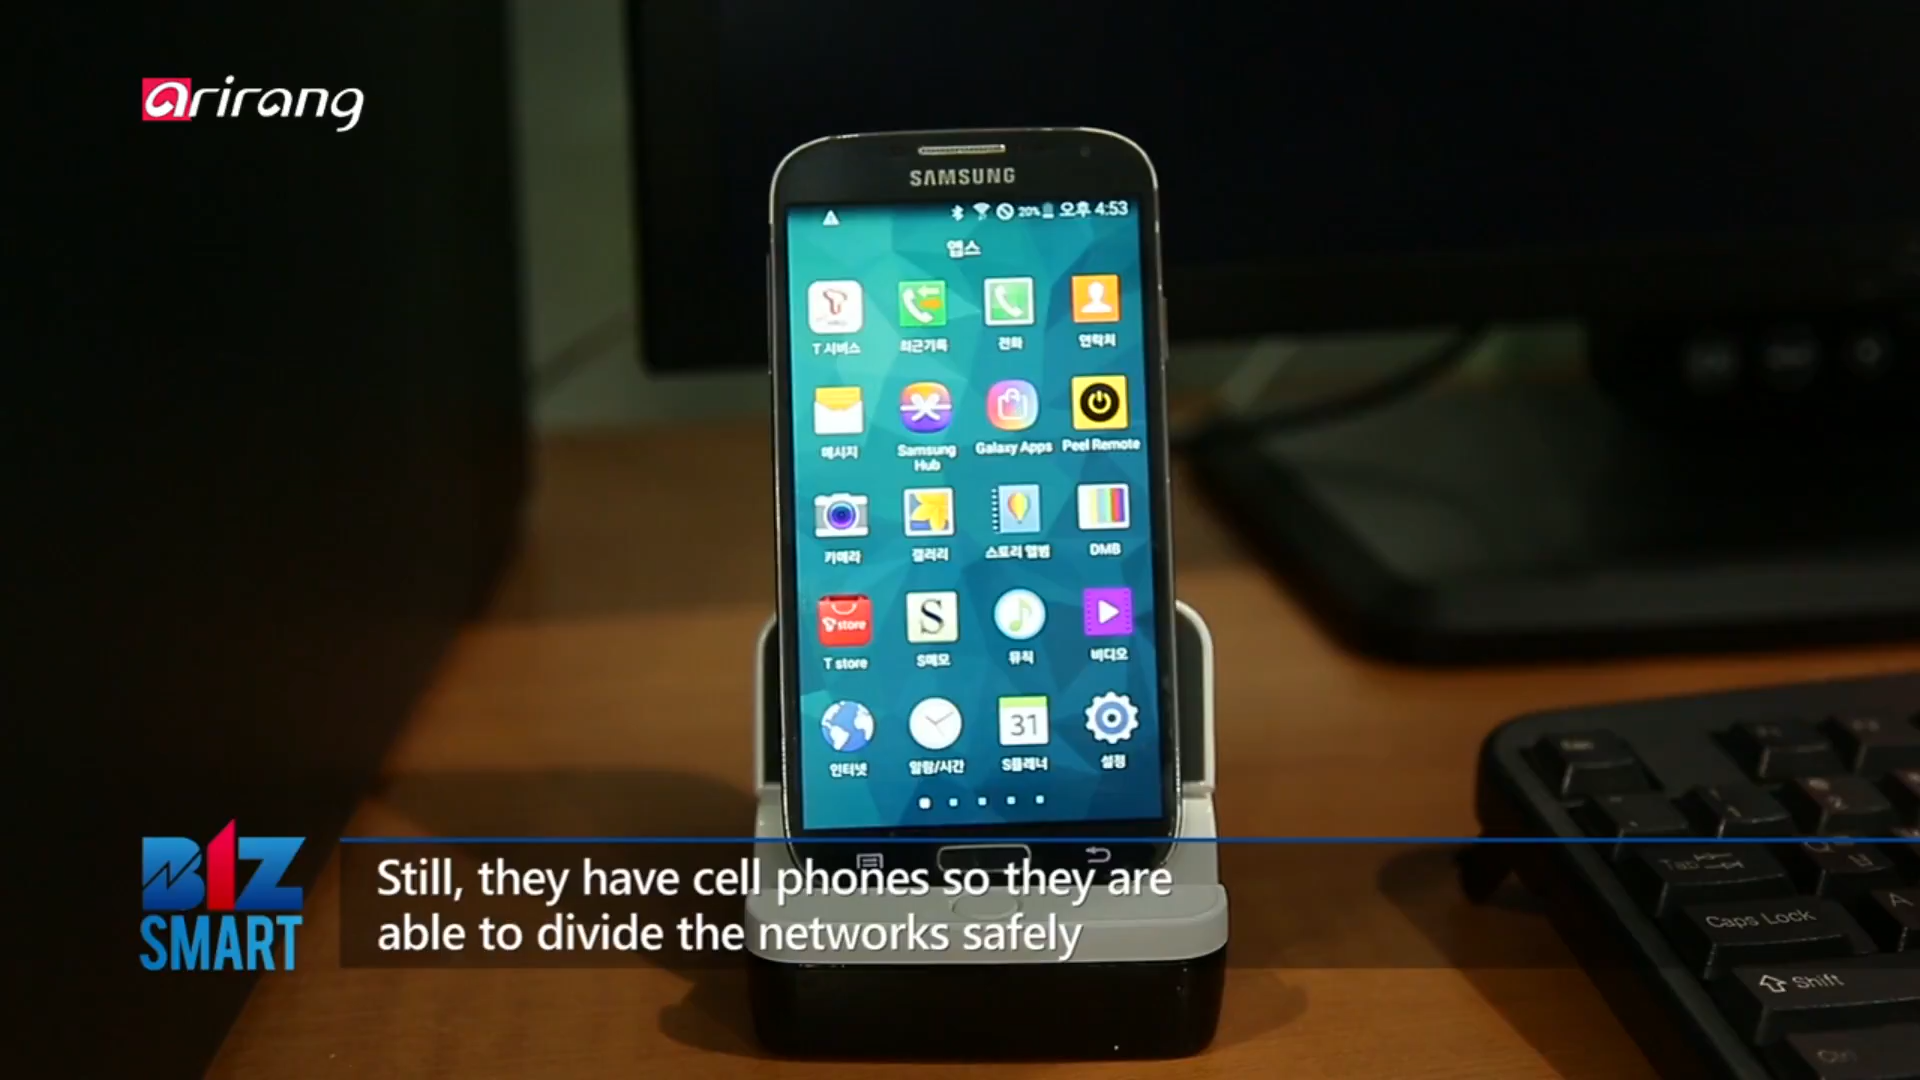 arirang
SAMSUNG
20% 오후 4:53
앱스
T 서비스 최근기록 전화 연락처
메시지 Samsung Hub Galaxy Apps Peel Remote
카메라 갤러리 스토리 앨범 DMB
T store
S
T store S메모 뮤직 비디오
31
인터넷 알람/시간 S플래너 설정
BIZ
SMART
Still, they have cell phones so they are
able to divide the networks safely
Caps Lock
Shift